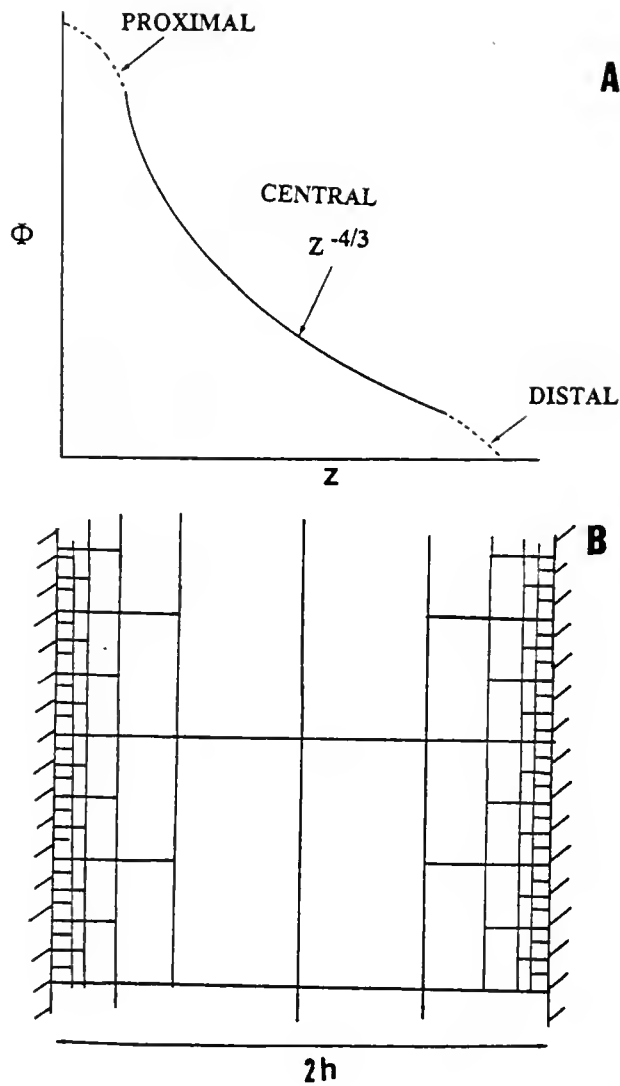 PROXIMAL
A
CENTRAL
Z -4/3
Φ
DISTAL
Z
B
2h